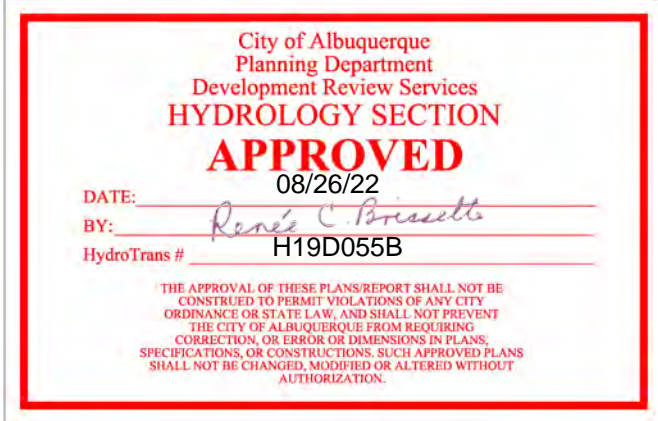 City of Albuquerque
Planning Department
Development Review Services
HYDROLOGY SECTION
APPROVED
DATE: 08/26/22
BY: Renée C. Brissette
HydroTrans # H19D055B
THE APPROVAL OF THESE PLANS/REPORT SHALL NOT BE
CONSTRUED TO PERMIT VIOLATIONS OF ANY CITY
ORDINANCE OR STATE LAW, AND SHALL NOT PREVENT
THE CITY OF ALBUQUERQUE FROM REQUIRING
CORRECTION, OR ERROR OR DIMENSIONS IN PLANS,
SPECIFICATIONS, OR CONSTRUCTIONS. SUCH APPROVED PLANS
SHALL NOT BE CHANGED, MODIFIED OR ALTERED WITHOUT
AUTHORIZATION.